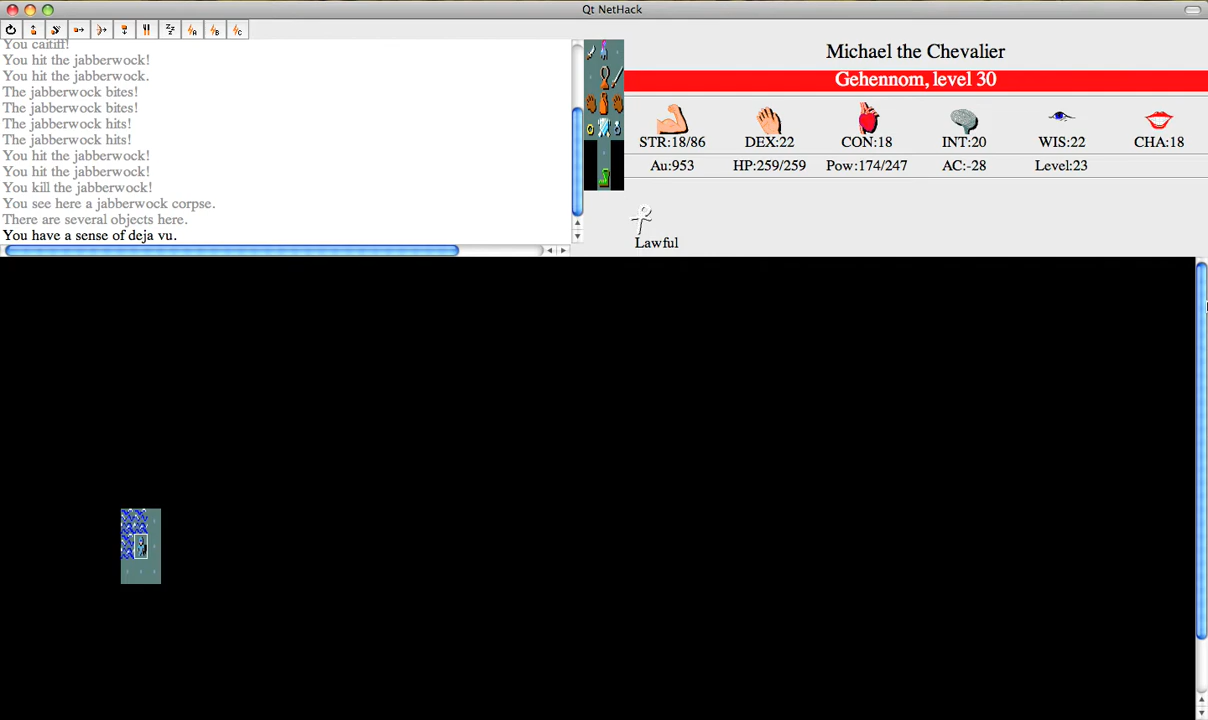 Qt NetHack
You caitiff!
You hit the jabberwock!
You hit the jabberwock.
The jabberwock bites!
The jabberwock bites!
The jabberwock hits!
The jabberwock hits!
You hit the jabberwock!
You hit the jabberwock!
You kill the jabberwock!
You see here a jabberwock corpse.
There are several objects here.
You have a sense of deja vu.
Michael the Chevalier
Gehennom, level 30
STR:18/86 DEX:22 CON:18 INT:20 WIS:22 CHA:18
Au:953 HP:259/259 Pow:174/247 AC:-28 Level:23
Lawful